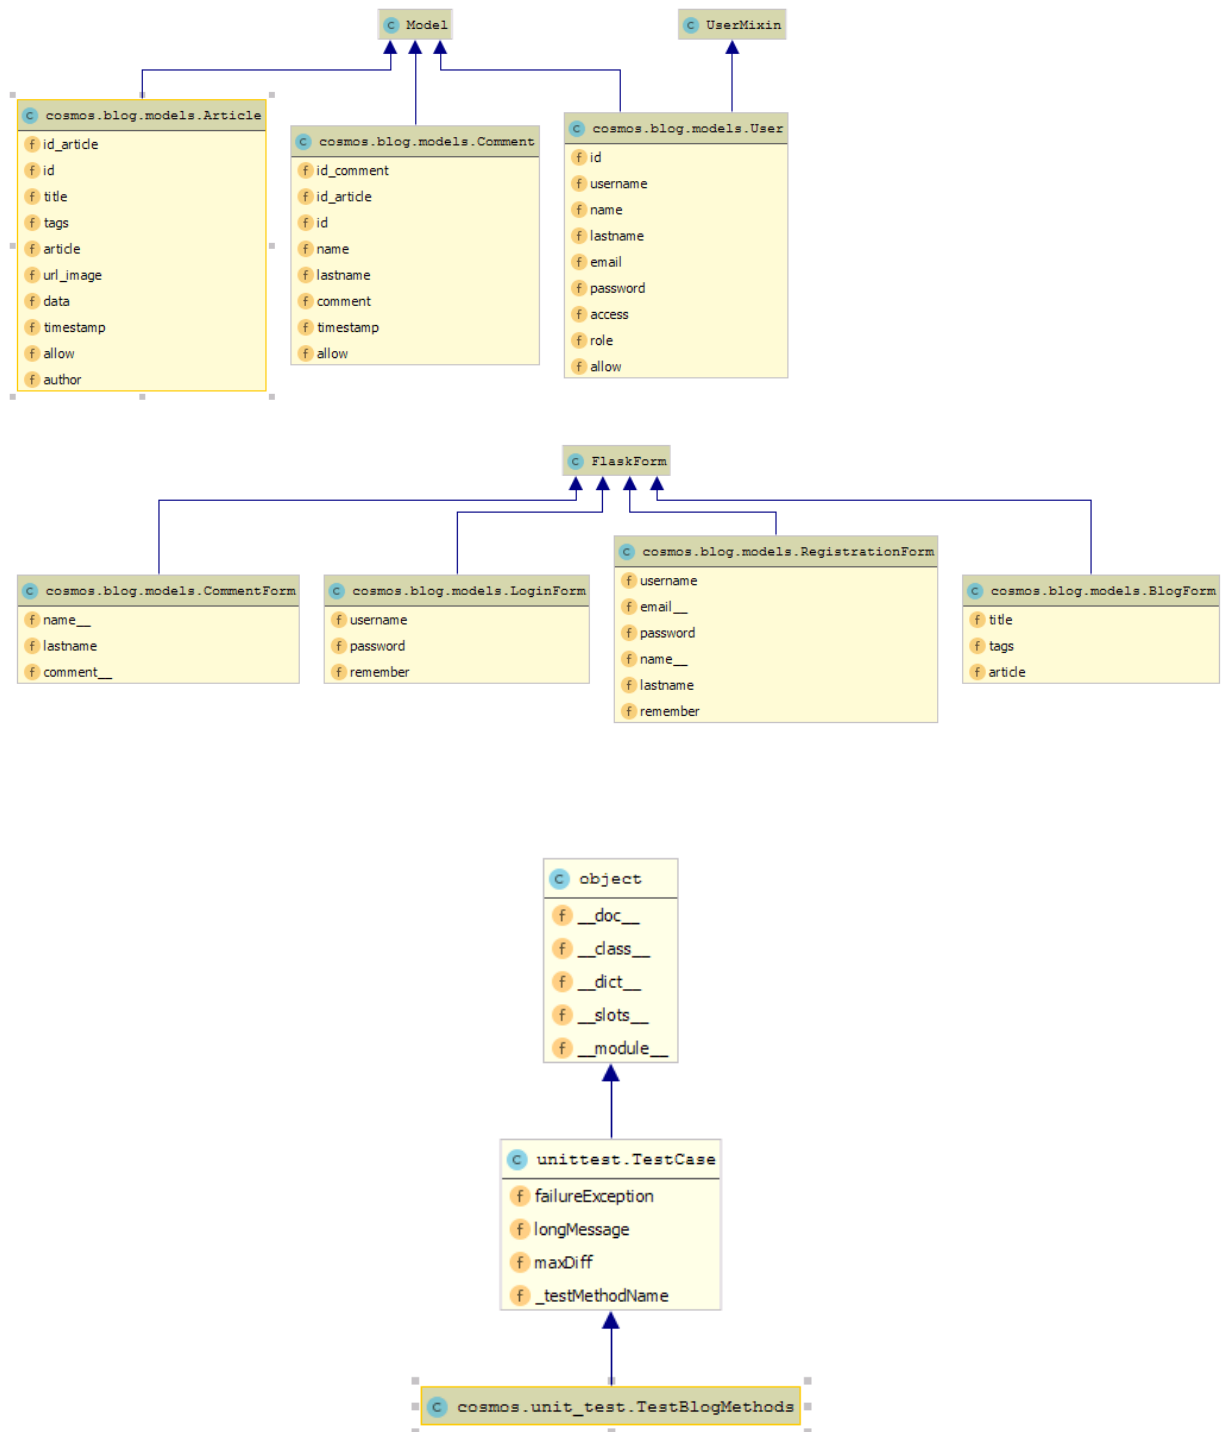 Model
UserMixin
cosmos.blog.models.Article
id_article
id
title
tags
article
url_image
data
timestamp
allow
author
cosmos.blog.models.Comment
id_comment
id_article
id
name
lastname
comment
timestamp
allow
cosmos.blog.models.User
id
username
name
lastname
email
password
access
role
allow
FlaskForm
cosmos.blog.models.CommentForm
name__
lastname
comment__
cosmos.blog.models.LoginForm
username
password
remember
cosmos.blog.models.RegistrationForm
username
email__
password
name__
lastname
remember
cosmos.blog.models.BlogForm
title
tags
article
object
__doc__
__class__
__dict__
__slots__
__module__
unittest.TestCase
failureException
longMessage
maxDiff
_testMethodName
cosmos.unit_test.TestBlogMethods